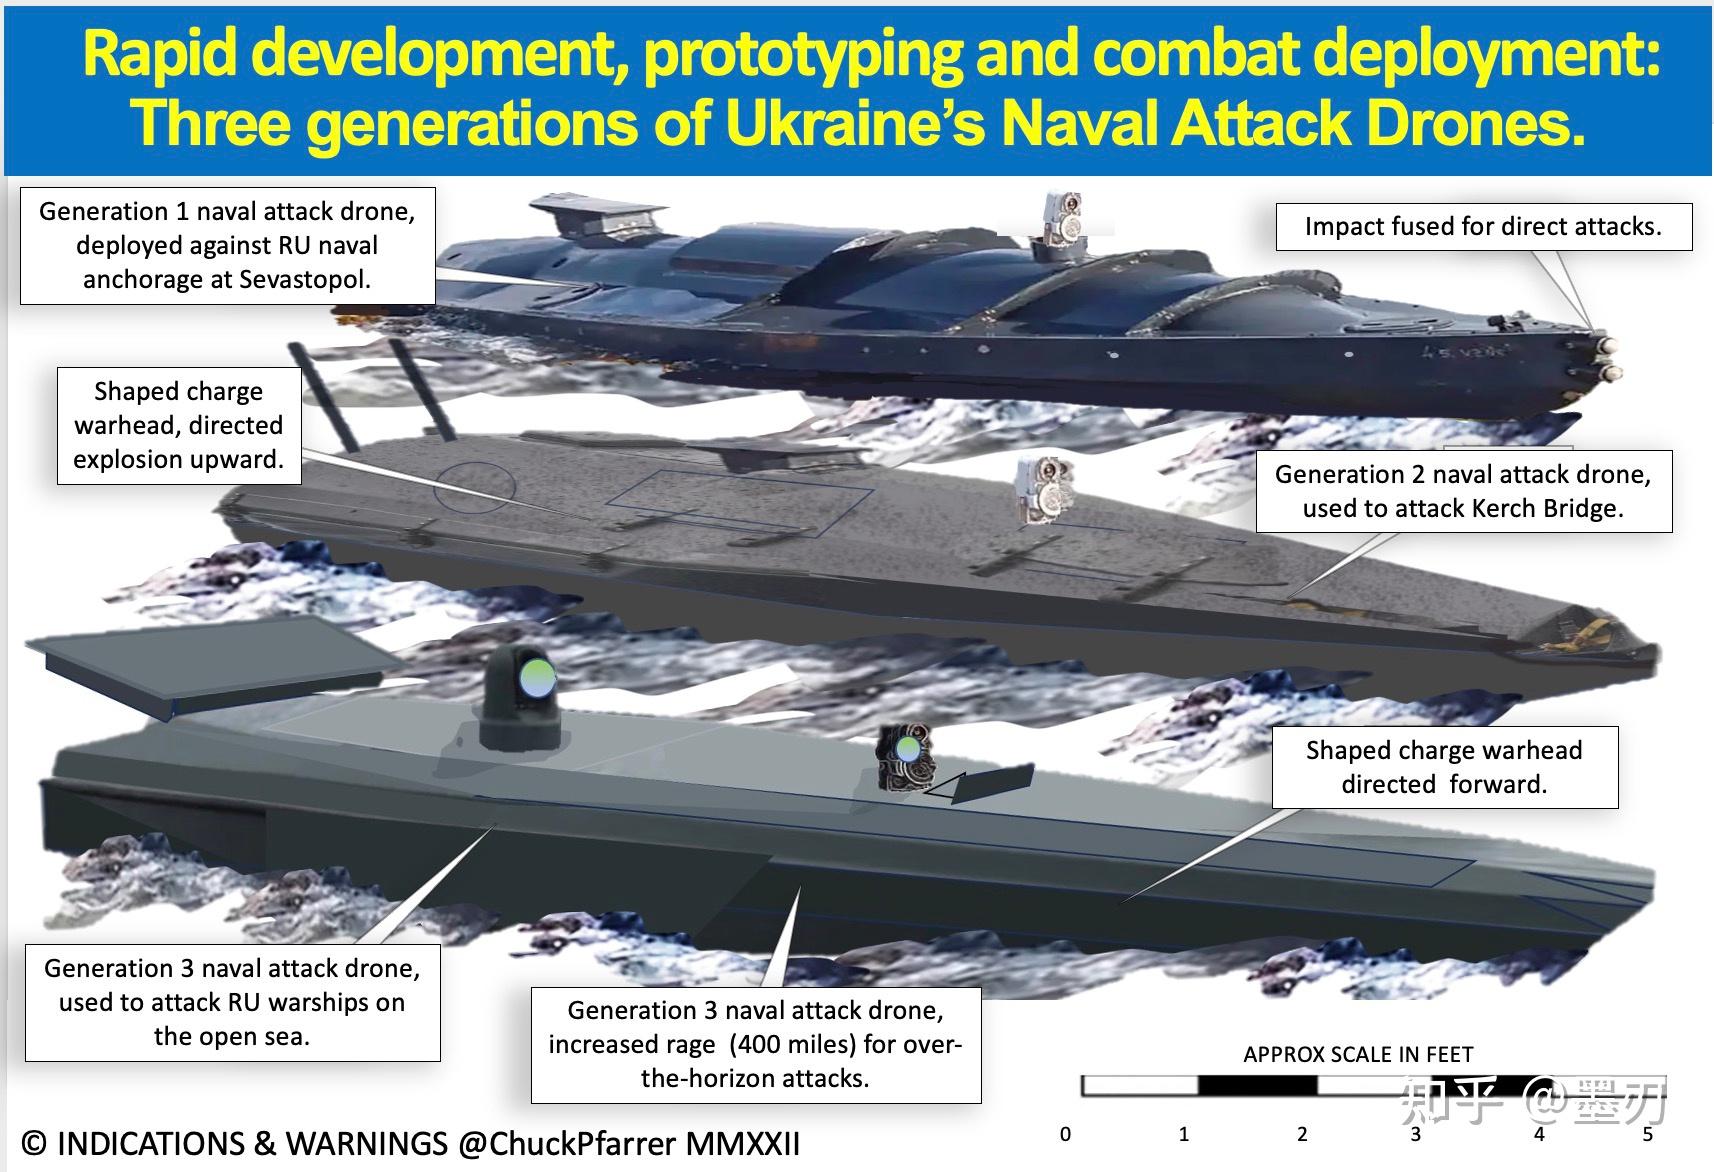 Rapid development, prototyping and combat deployment:
Three generations of Ukraine's Naval Attack Drones.
Generation 1 naval attack drone,
deployed against RU naval
anchorage at Sevastopol.
Impact fused for direct attacks.
Shaped charge
warhead, directed
explosion upward.
Generation 2 naval attack drone,
used to attack Kerch Bridge.
Shaped charge warhead
directed forward.
Generation 3 naval attack drone,
used to attack RU warships on
the open sea.
Generation 3 naval attack drone,
increased rage (400 miles) for over-
the-horizon attacks.
APPROX SCALE IN FEET
知乎 @墨刃
0 1 2 3 4 5
© INDICATIONS & WARNINGS @ChuckPfarrer MMXXII